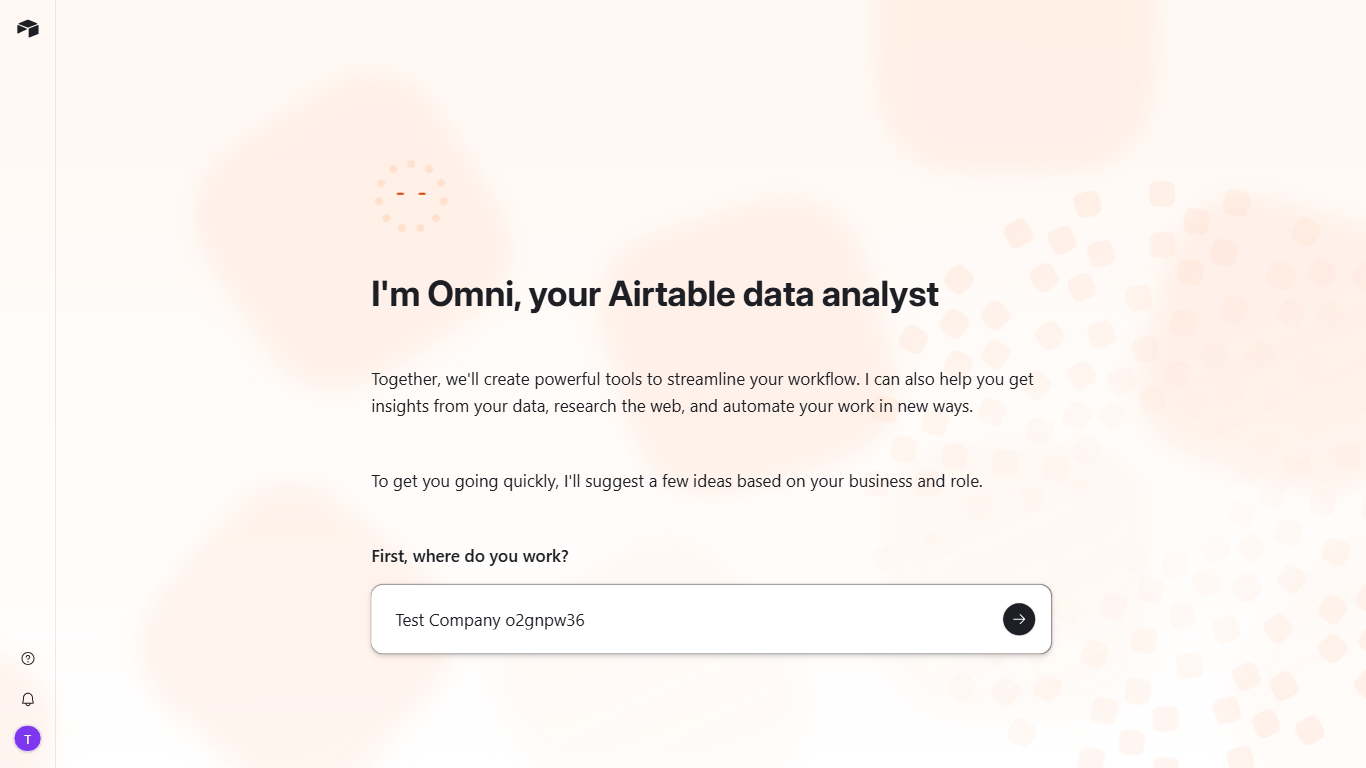 I'm Omni, your Airtable data analyst
Together, we'll create powerful tools to streamline your workflow. I can also help you get
insights from your data, research the web, and automate your work in new ways.
To get you going quickly, I'll suggest a few ideas based on your business and role.
First, where do you work?
Test Company o2gnpw36
T